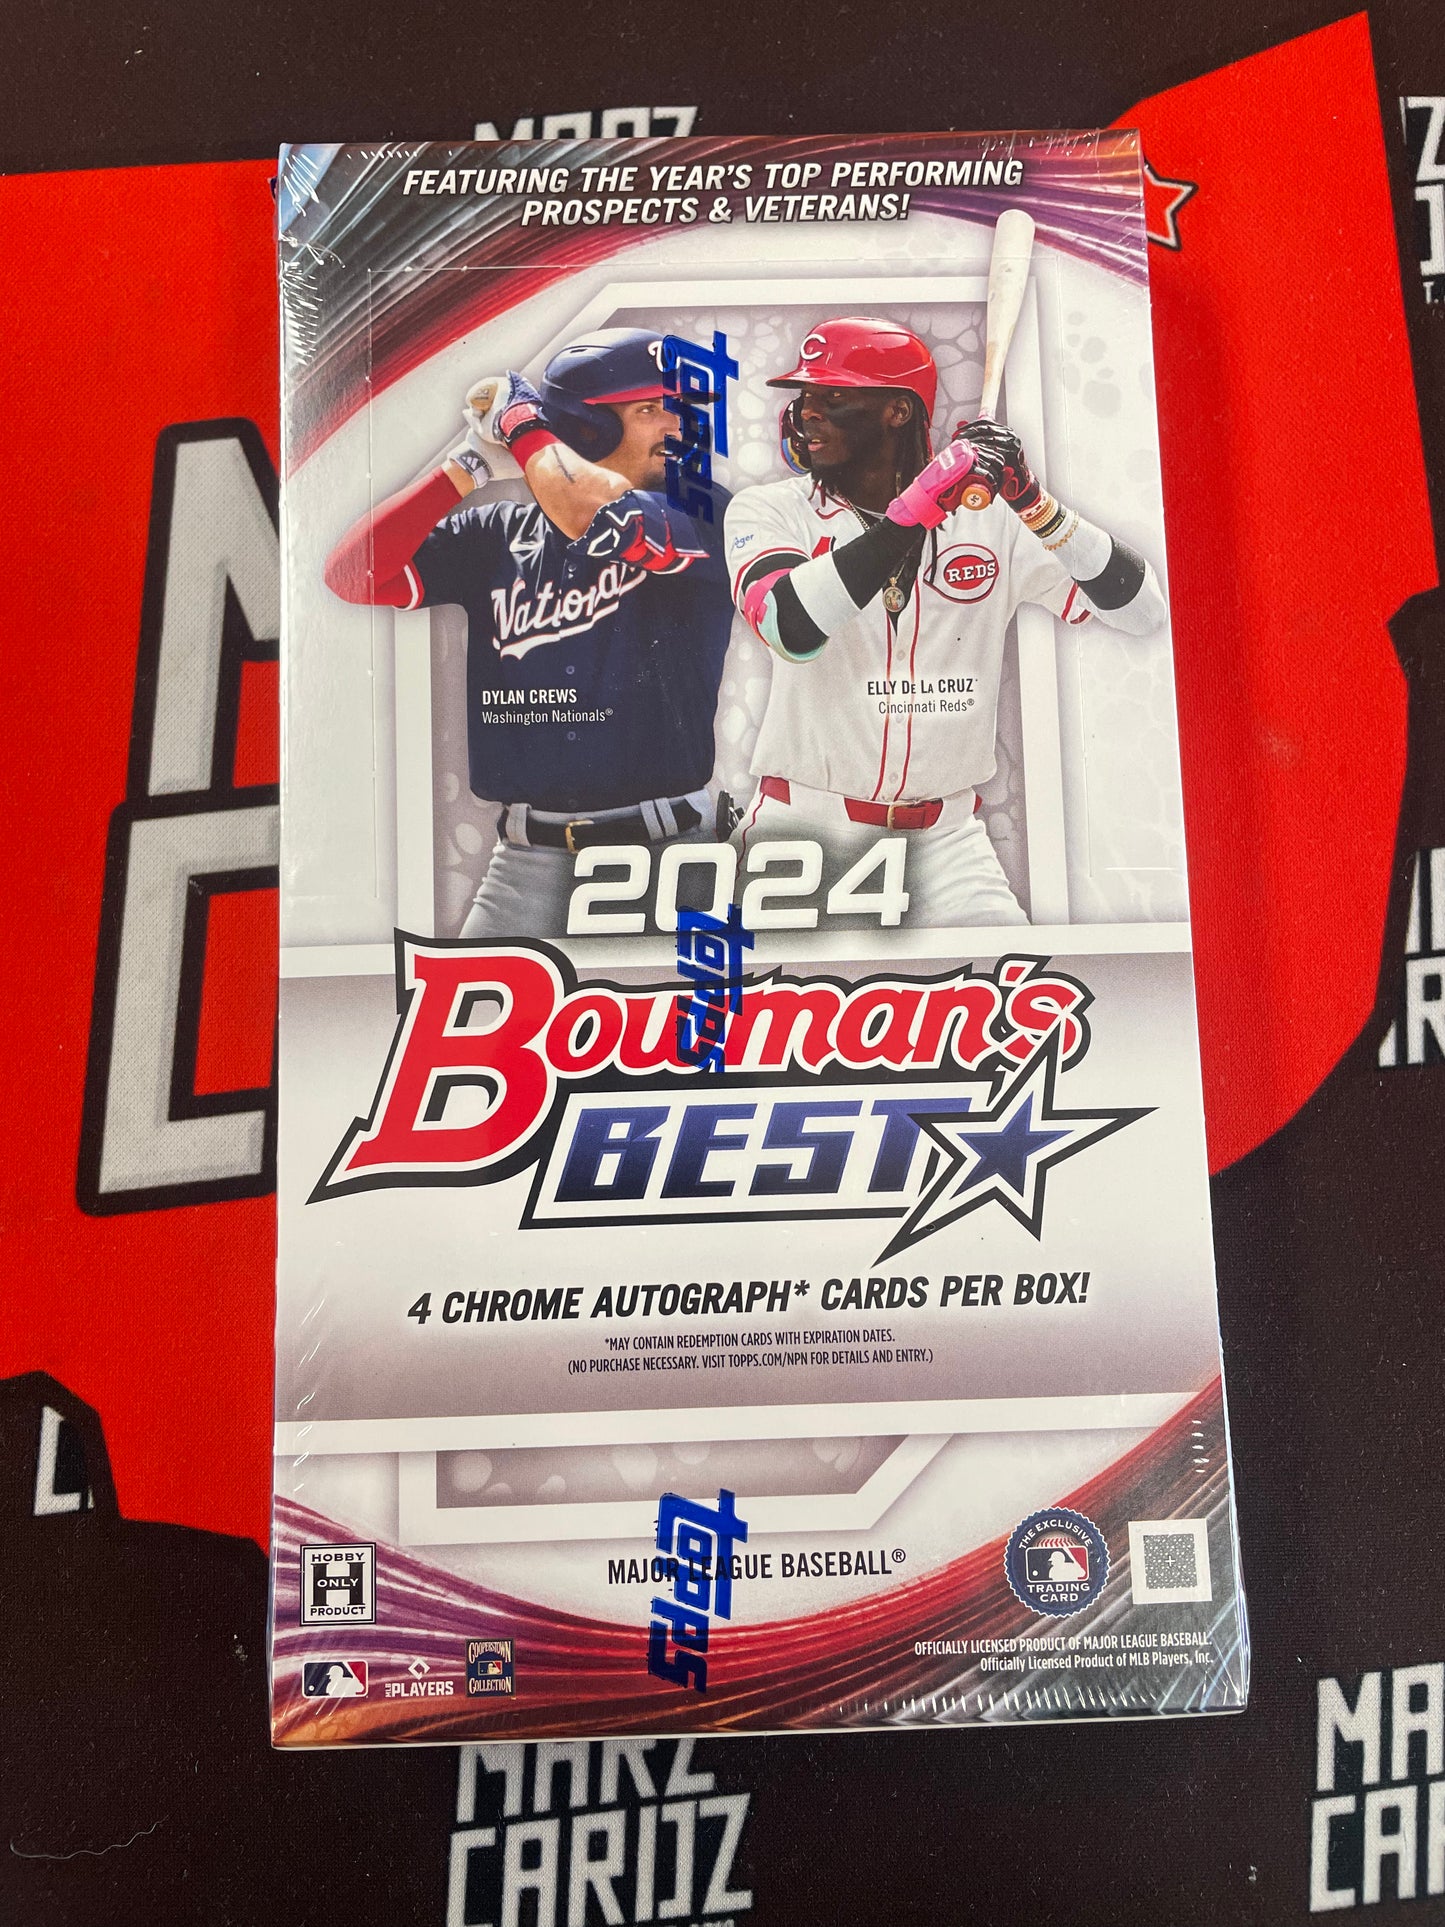 MARZ
FEATURING THE YEAR'S TOP PERFORMING
PROSPECTS & VETERANS!
Topps
C
Nationals
REDS
DYLAN CREWS
Washington Nationals®
ELLY DE LA CRUZ
Cincinnati Reds®
2024
Topps
Bowman's
BEST
4 CHROME AUTOGRAPH* CARDS PER BOX!
*MAY CONTAIN REDEMPTION CARDS WITH EXPIRATION DATES.
(NO PURCHASE NECESSARY. VISIT TOPPS.COM/NPN FOR DETAILS AND ENTRY.)
Topps
MAJOR LEAGUE BASEBALL®
HOBBY
H
ONLY
PRODUCT
THE EXCLUSIVE
TRADING
CARD
OFFICIALLY LICENSED PRODUCT OF MAJOR LEAGUE BASEBALL.
Officially Licensed Product of MLB Players, Inc.
MLB PLAYERS
COOPERSTOWN
COLLECTION
MARZ
CARDZ